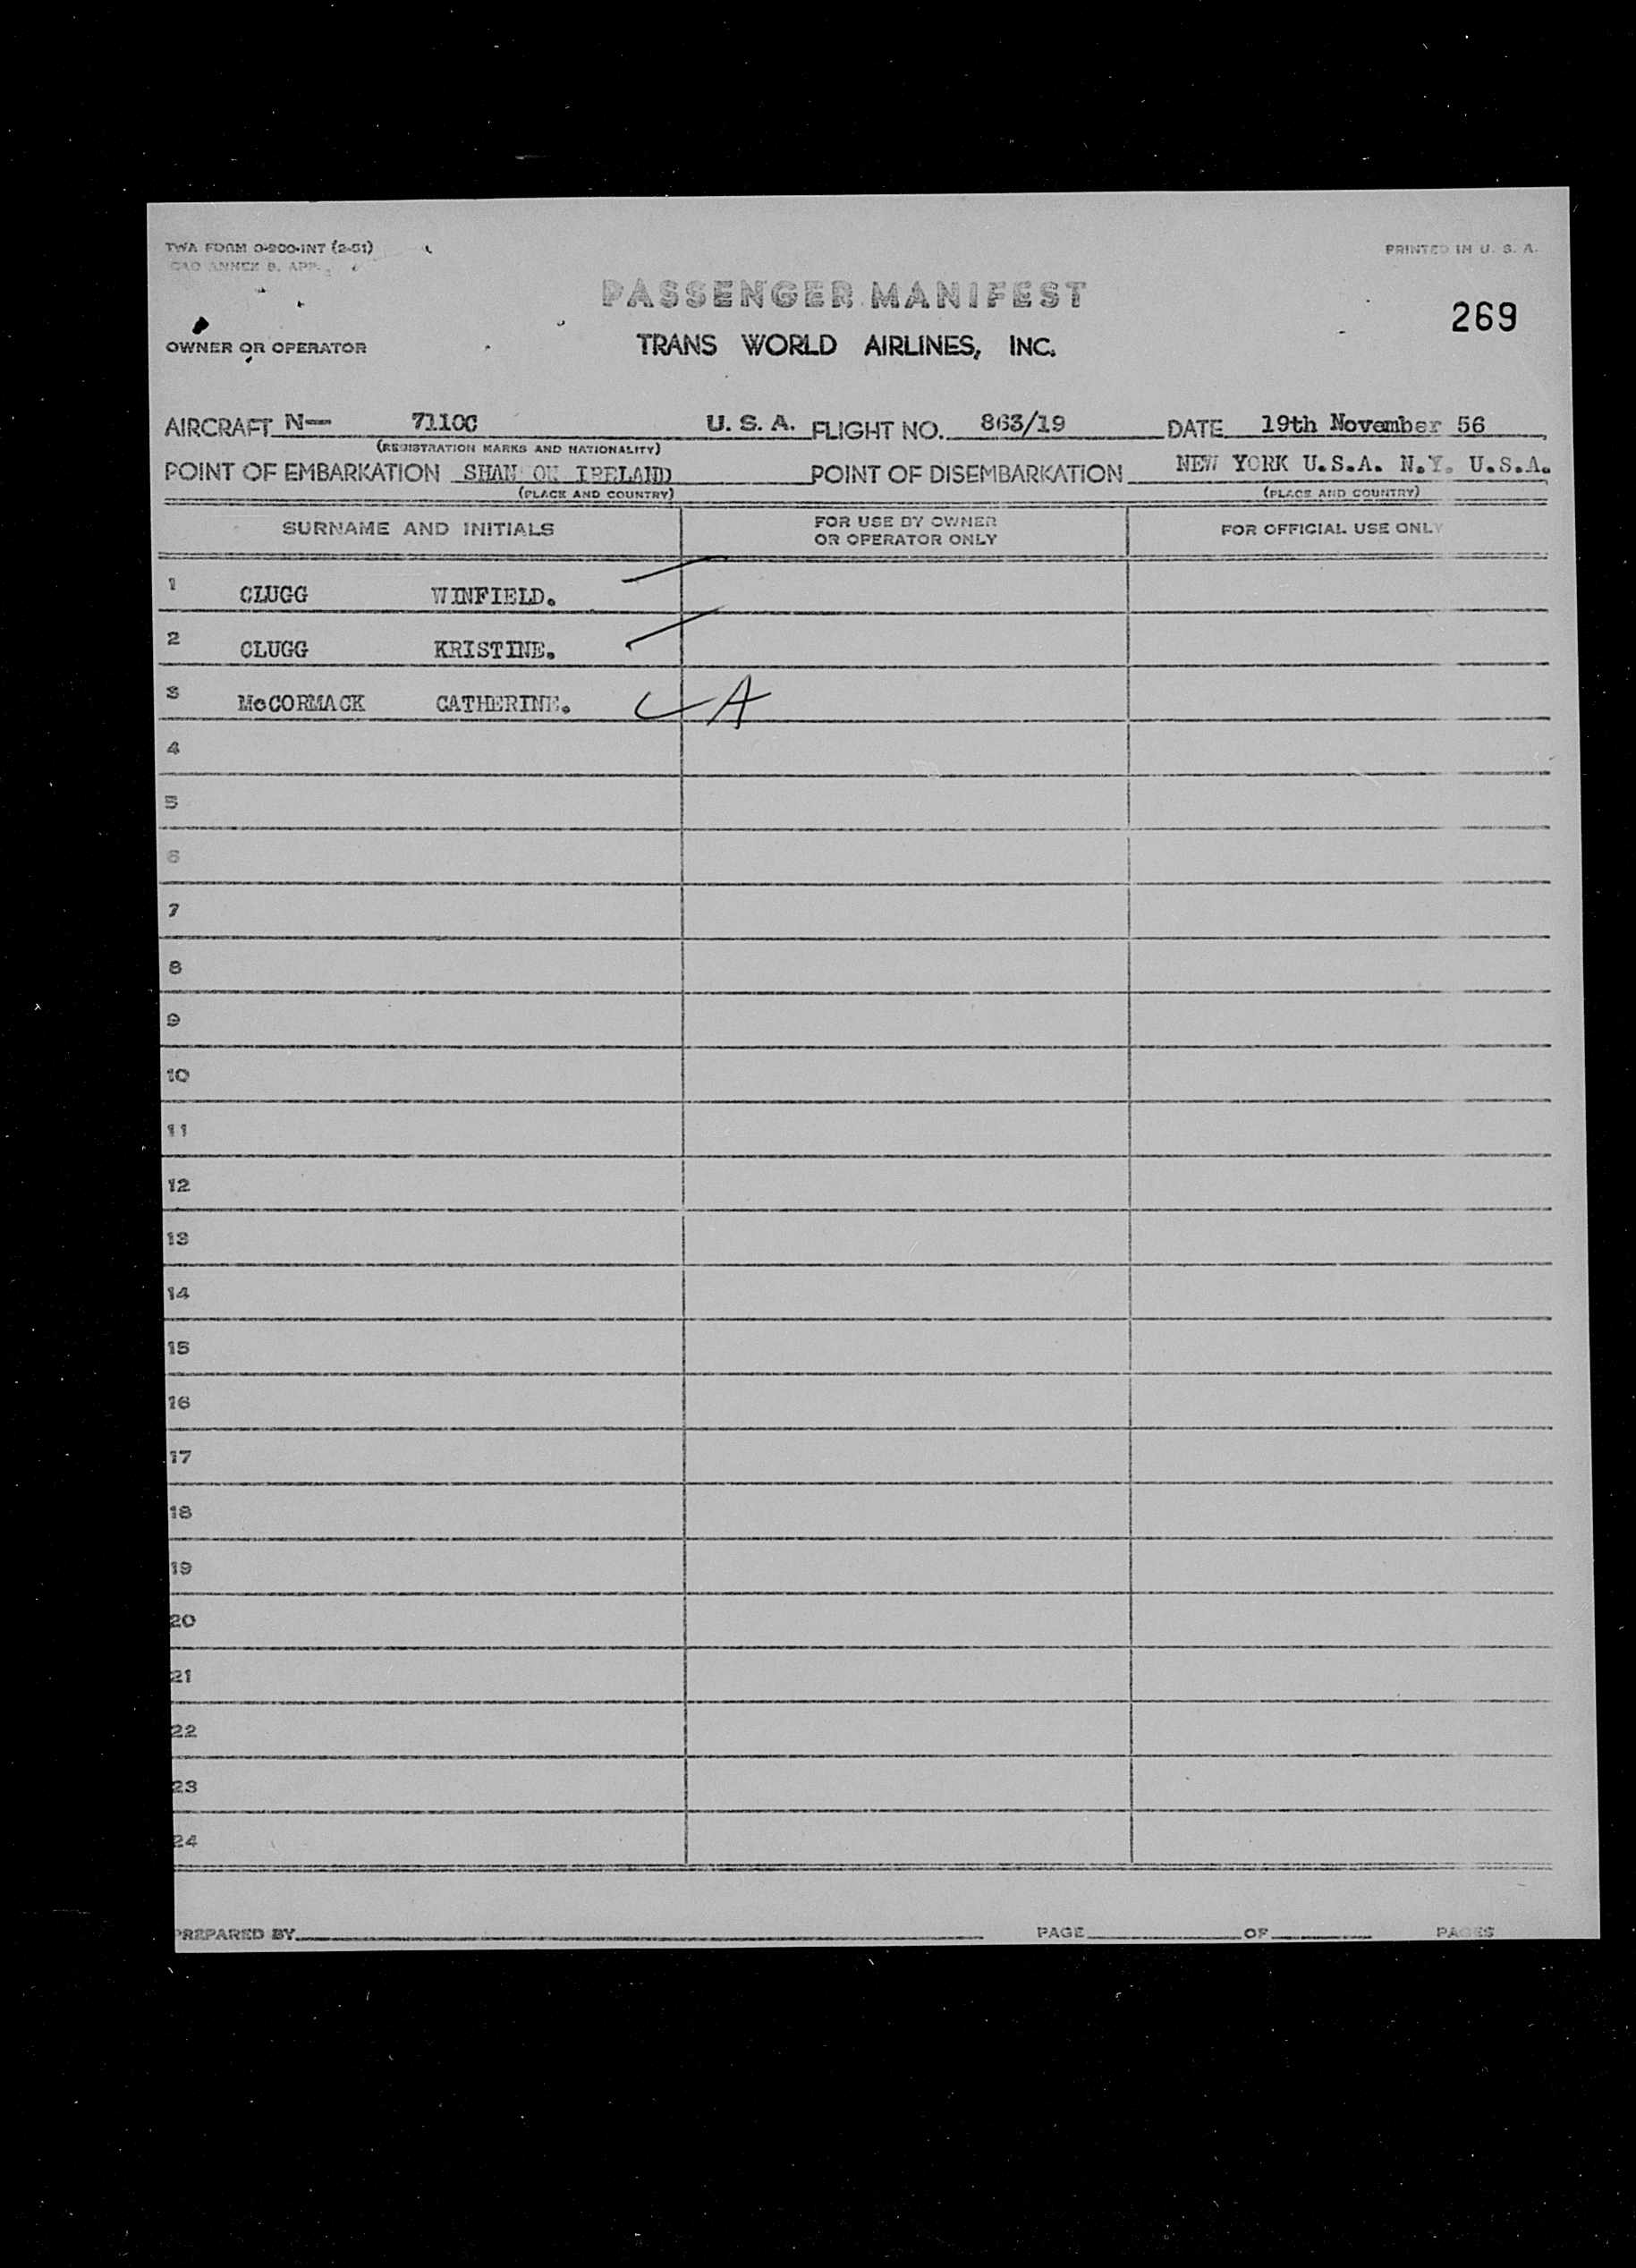 TWA FORM O-900-INT (2-51)
PRINTED IN U. S. A.
ANNEX 8, APP.
PASSENGER MANIFEST
269
OWNER OR OPERATOR
TRANS WORLD AIRLINES, INC.
AIRCRAFT N— 7110C U. S. A. FLIGHT NO. 863/19 DATE 19th November 56
(REGISTRATION MARKS AND NATIONALITY)
POINT OF EMBARKATION IRELAND POINT OF DISEMBARKATION NEW YORK U.S.A. N.Y. U.S.A.
(PLACE AND COUNTRY) (PLACE AND COUNTRY)
SURNAME AND INITIALS FOR USE BY OWNER OR OPERATOR ONLY FOR OFFICIAL USE ONLY
1 CLUGG WINFIELD.
2 CLUGG KRISTINE.
3 McCORMACK CATHERINE. A
4
5
6
7
8
9
10
11
12
13
14
15
16
17
18
19
20
21
22
23
24
PREPARED BY PAGE OF PAGES